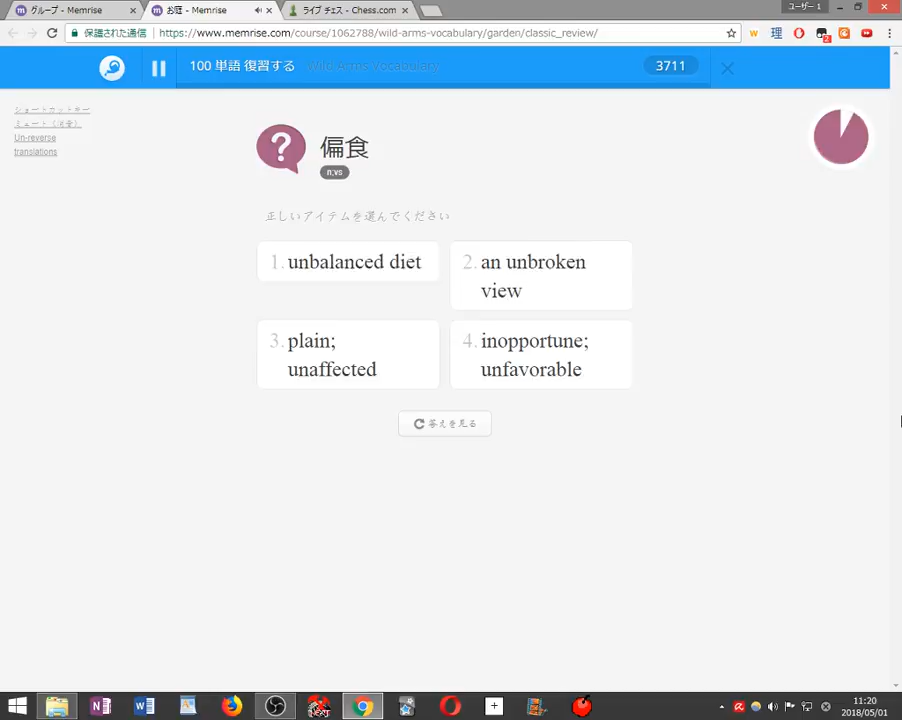 グループ - Memrise
お庭 - Memrise
ライブ チェス - Chess.com
ユーザー 1
保護された通信
https://www.memrise.com/course/1062788/wild-arms-vocabulary/garden/classic_review/
100 単語 復習する
Wild Arms Vocabulary
3711
ショートカットキー
ミュート (消音)
Un-reverse
translations
偏食
n;vs
正しいアイテムを選んでください
1. unbalanced diet
2. an unbroken
view
3. plain;
unaffected
4. inopportune;
unfavorable
答えを見る
11:20
2018/05/01